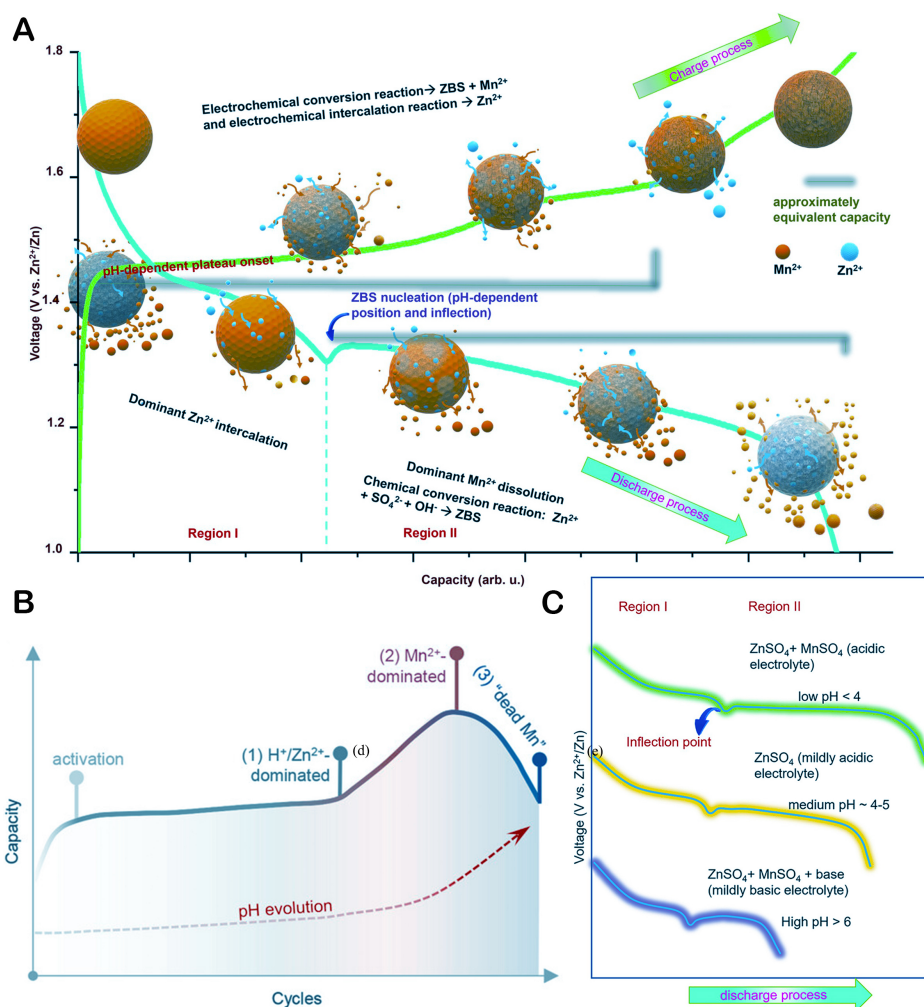 A
1.8
1.6
1.4
1.2
1.0
Voltage (V vs. Zn²⁺/Zn)
Electrochemical conversion reaction→ ZBS + Mn²⁺
and electrochemical intercalation reaction → Zn²⁺
Charge process
approximately
equivalent capacity
Mn²⁺
Zn²⁺
pH-dependent plateau onset
ZBS nucleation (pH-dependent
position and inflection)
Dominant Zn²⁺ intercalation
Dominant Mn²⁺ dissolution
Chemical conversion reaction: Zn²⁺
+ SO₄²⁻ + OH⁻ → ZBS
Discharge process
Region I
Region II
Capacity (arb. u.)
B
Capacity
activation
(1) H⁺/Zn²⁺-
dominated
(d)
(2) Mn²⁺-
dominated
(3) "dead Mn"
pH evolution
Cycles
C
Region I
Region II
ZnSO₄+ MnSO₄ (acidic
electrolyte)
low pH < 4
Inflection point
(e)
Voltage (V vs. Zn²⁺/Zn)
ZnSO₄ (mildly acidic
electrolyte)
medium pH ~ 4-5
ZnSO₄+ MnSO₄ + base
(mildly basic electrolyte)
High pH > 6
discharge process